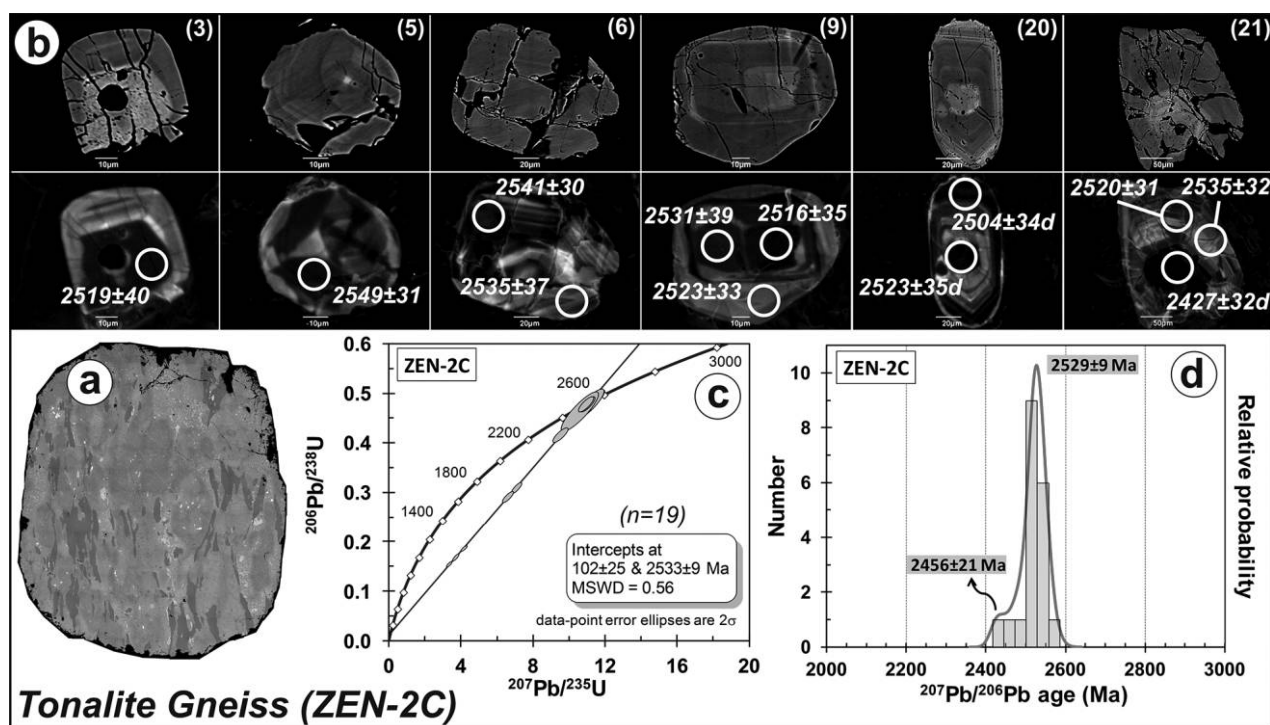 b
(3)
(5)
(6)
(9)
(20)
(21)
10µm
10µm
20µm
10µm
20µm
50µm
2519±40
10µm
2549±31
10µm
2541±30
2535±37
20µm
2531±39
2516±35
2523±33
10µm
2504±34d
2523±35d
20µm
2520±31
2535±32
2427±32d
50µm
a
Tonalite Gneiss (ZEN-2C)
ZEN-2C
c
206Pb/238U
0.6
0.5
0.4
0.3
0.2
0.1
0.0
1400
1800
2200
2600
3000
(n=19)
Intercepts at
102±25 & 2533±9 Ma
MSWD = 0.56
data-point error ellipses are 2σ
0 4 8 12 16 20
207Pb/235U
ZEN-2C
d
2529±9 Ma
2456±21 Ma
Number
10
8
6
4
2
0
Relative probability
2000 2200 2400 2600 2800 3000
207Pb/206Pb age (Ma)